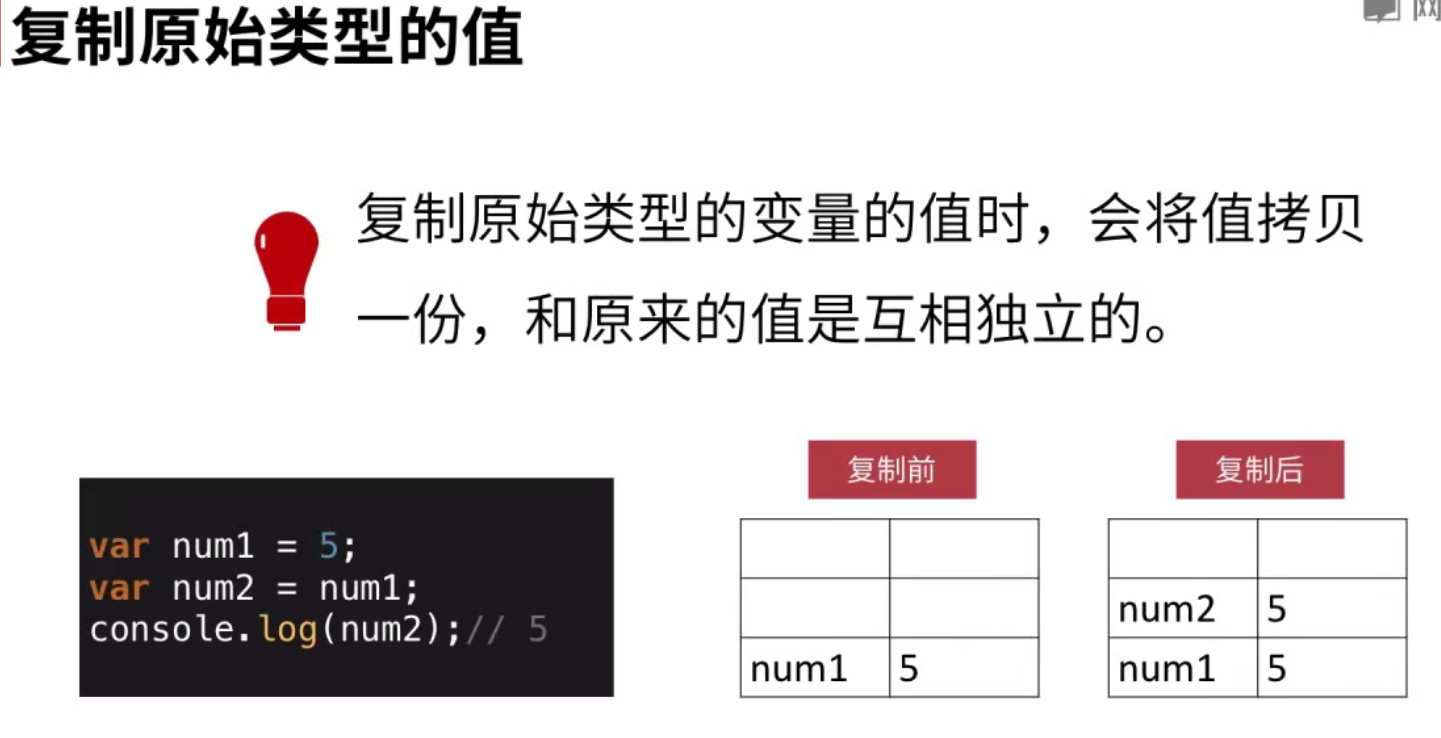 复制原始类型的值
复制原始类型的变量的值时，会将值拷贝
一份，和原来的值是互相独立的。
var num1 = 5;
var num2 = num1;
console.log(num2);// 5
复制前
num1 5
复制后
num2 5
num1 5